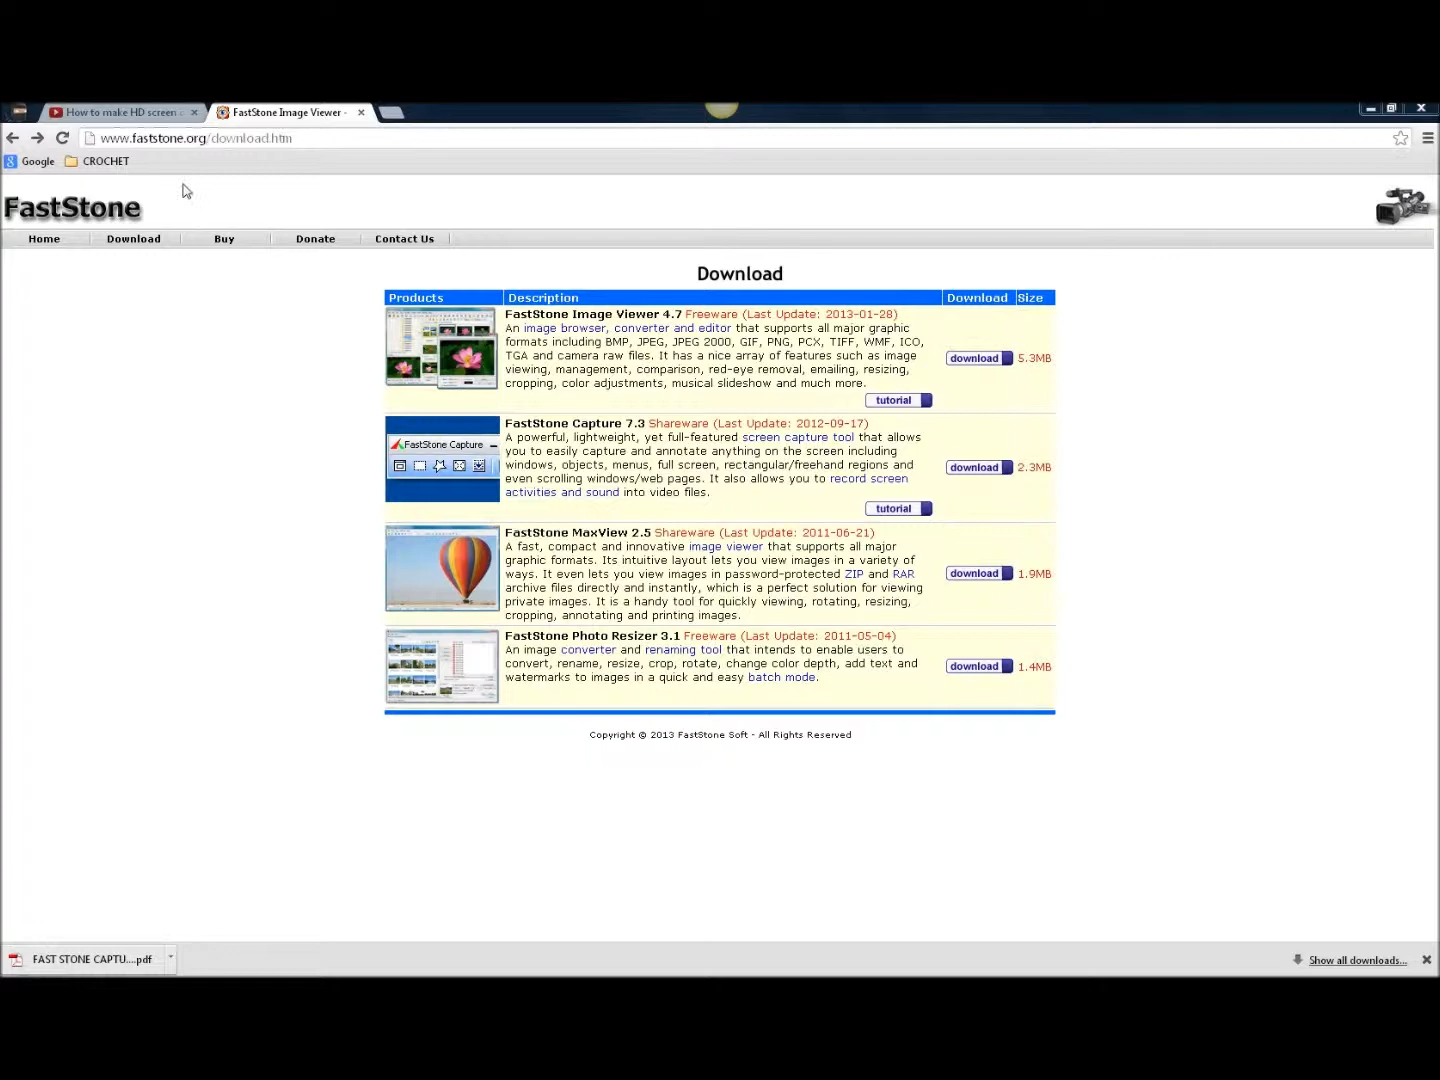 How to make HD screen
FastStone Image Viewer -
www.faststone.org/download.htm
Google CROCHET
FastStone
Home Download Buy Donate Contact Us
Download
Products Description Download Size
FastStone Image Viewer 4.7 Freeware (Last Update: 2013-01-28)
An image browser, converter and editor that supports all major graphic
formats including BMP, JPEG, JPEG 2000, GIF, PNG, PCX, TIFF, WMF, ICO,
TGA and camera raw files. It has a nice array of features such as image
viewing, management, comparison, red-eye removal, emailing, resizing,
cropping, color adjustments, musical slideshow and much more.
download 5.3MB
tutorial
FastStone Capture
FastStone Capture 7.3 Shareware (Last Update: 2012-09-17)
A powerful, lightweight, yet full-featured screen capture tool that allows
you to easily capture and annotate anything on the screen including
windows, objects, menus, full screen, rectangular/freehand regions and
even scrolling windows/web pages. It also allows you to record screen
activities and sound into video files.
download 2.3MB
tutorial
FastStone MaxView 2.5 Shareware (Last Update: 2011-06-21)
A fast, compact and innovative image viewer that supports all major
graphic formats. Its intuitive layout lets you view images in a variety of
ways. It even lets you view images in password-protected ZIP and RAR
archive files directly and instantly, which is a perfect solution for viewing
private images. It is a handy tool for quickly viewing, rotating, resizing,
cropping, annotating and printing images.
download 1.9MB
FastStone Photo Resizer 3.1 Freeware (Last Update: 2011-05-04)
An image converter and renaming tool that intends to enable users to
convert, rename, resize, crop, rotate, change color depth, add text and
watermarks to images in a quick and easy batch mode.
download 1.4MB
Copyright © 2013 FastStone Soft - All Rights Reserved
FAST STONE CAPTU....pdf
Show all downloads...